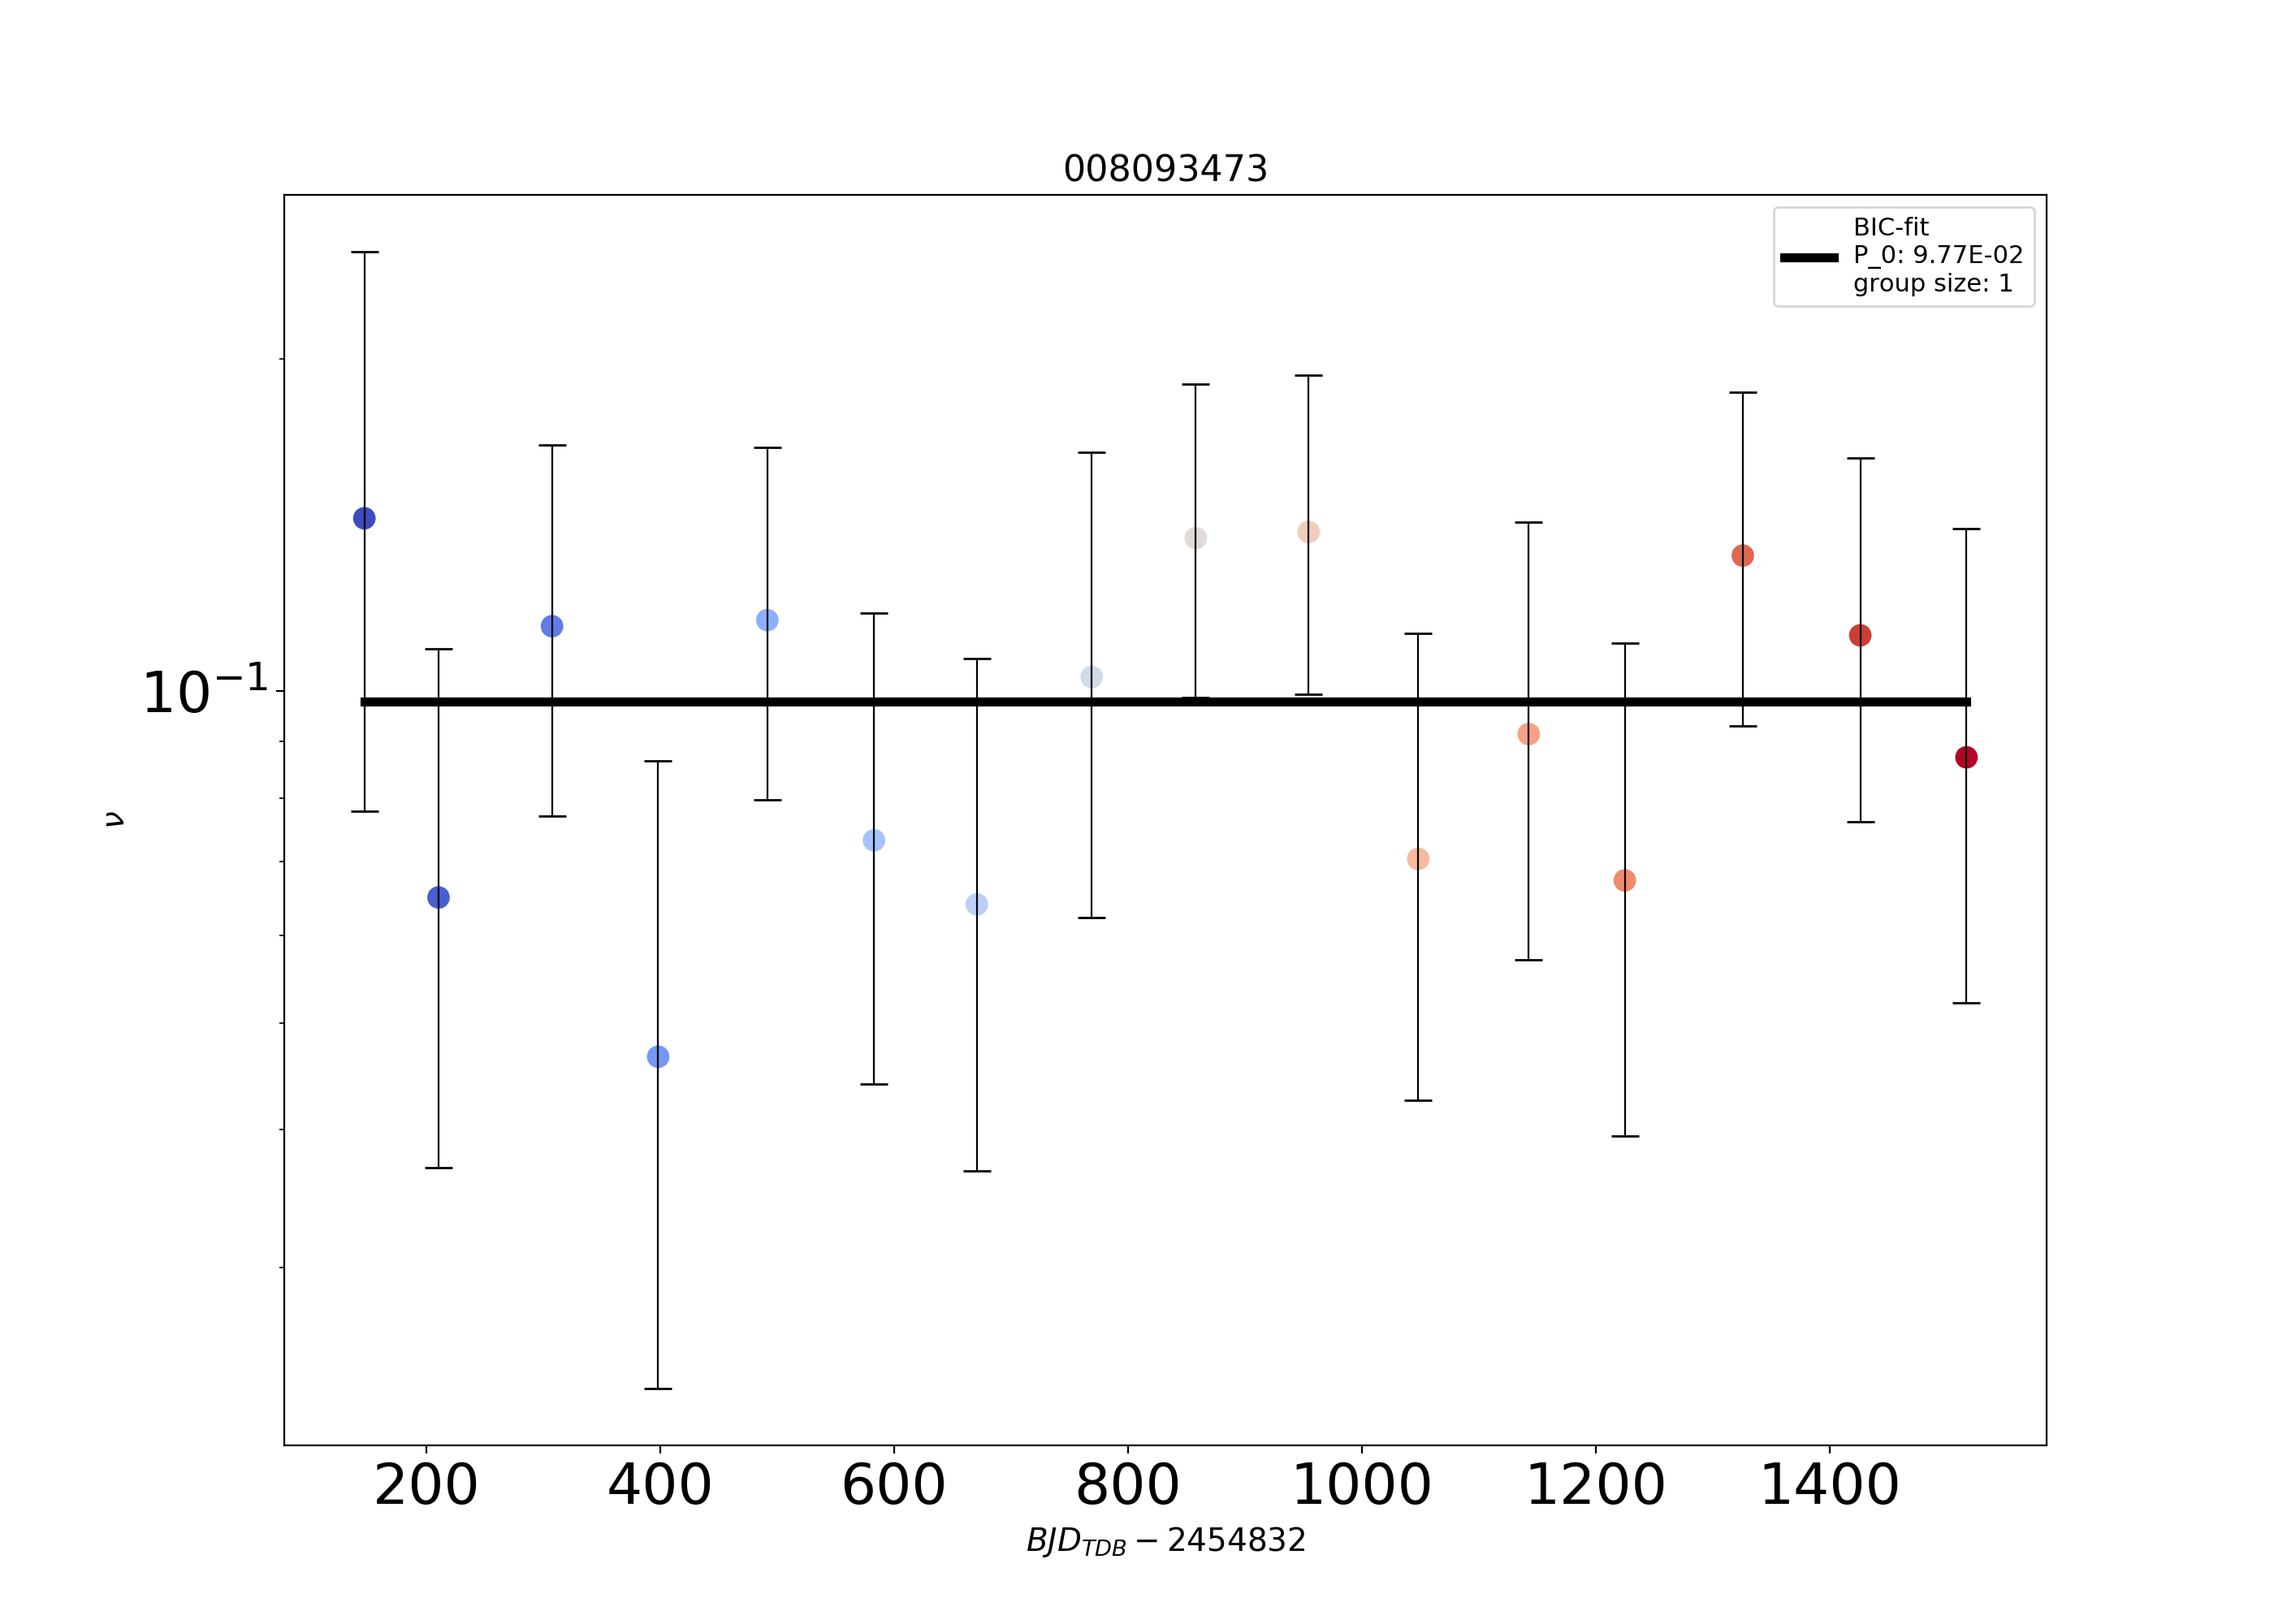 008093473
BIC-fit
P_0: 9.77E-02
group size: 1
10⁻¹
ν
200 400 600 800 1000 1200 1400
BJD_TDB − 2454832